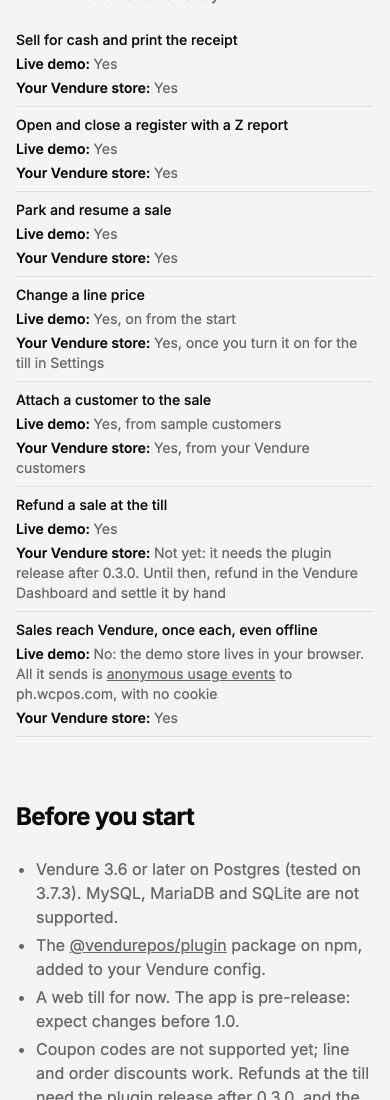 Sell for cash and print the receipt
Live demo: Yes
Your Vendure store: Yes
Open and close a register with a Z report
Live demo: Yes
Your Vendure store: Yes
Park and resume a sale
Live demo: Yes
Your Vendure store: Yes
Change a line price
Live demo: Yes, on from the start
Your Vendure store: Yes, once you turn it on for the
till in Settings
Attach a customer to the sale
Live demo: Yes, from sample customers
Your Vendure store: Yes, from your Vendure
customers
Refund a sale at the till
Live demo: Yes
Your Vendure store: Not yet: it needs the plugin
release after 0.3.0. Until then, refund in the Vendure
Dashboard and settle it by hand
Sales reach Vendure, once each, even offline
Live demo: No: the demo store lives in your browser.
All it sends is anonymous usage events to
ph.wcpos.com, with no cookie
Your Vendure store: Yes
Before you start
• Vendure 3.6 or later on Postgres (tested on
3.7.3). MySQL, MariaDB and SQLite are not
supported.
• The @vendurepos/plugin package on npm,
added to your Vendure config.
• A web till for now. The app is pre-release:
expect changes before 1.0.
• Coupon codes are not supported yet; line
and order discounts work. Refunds at the till
need the plugin release after 0.3.0, and the